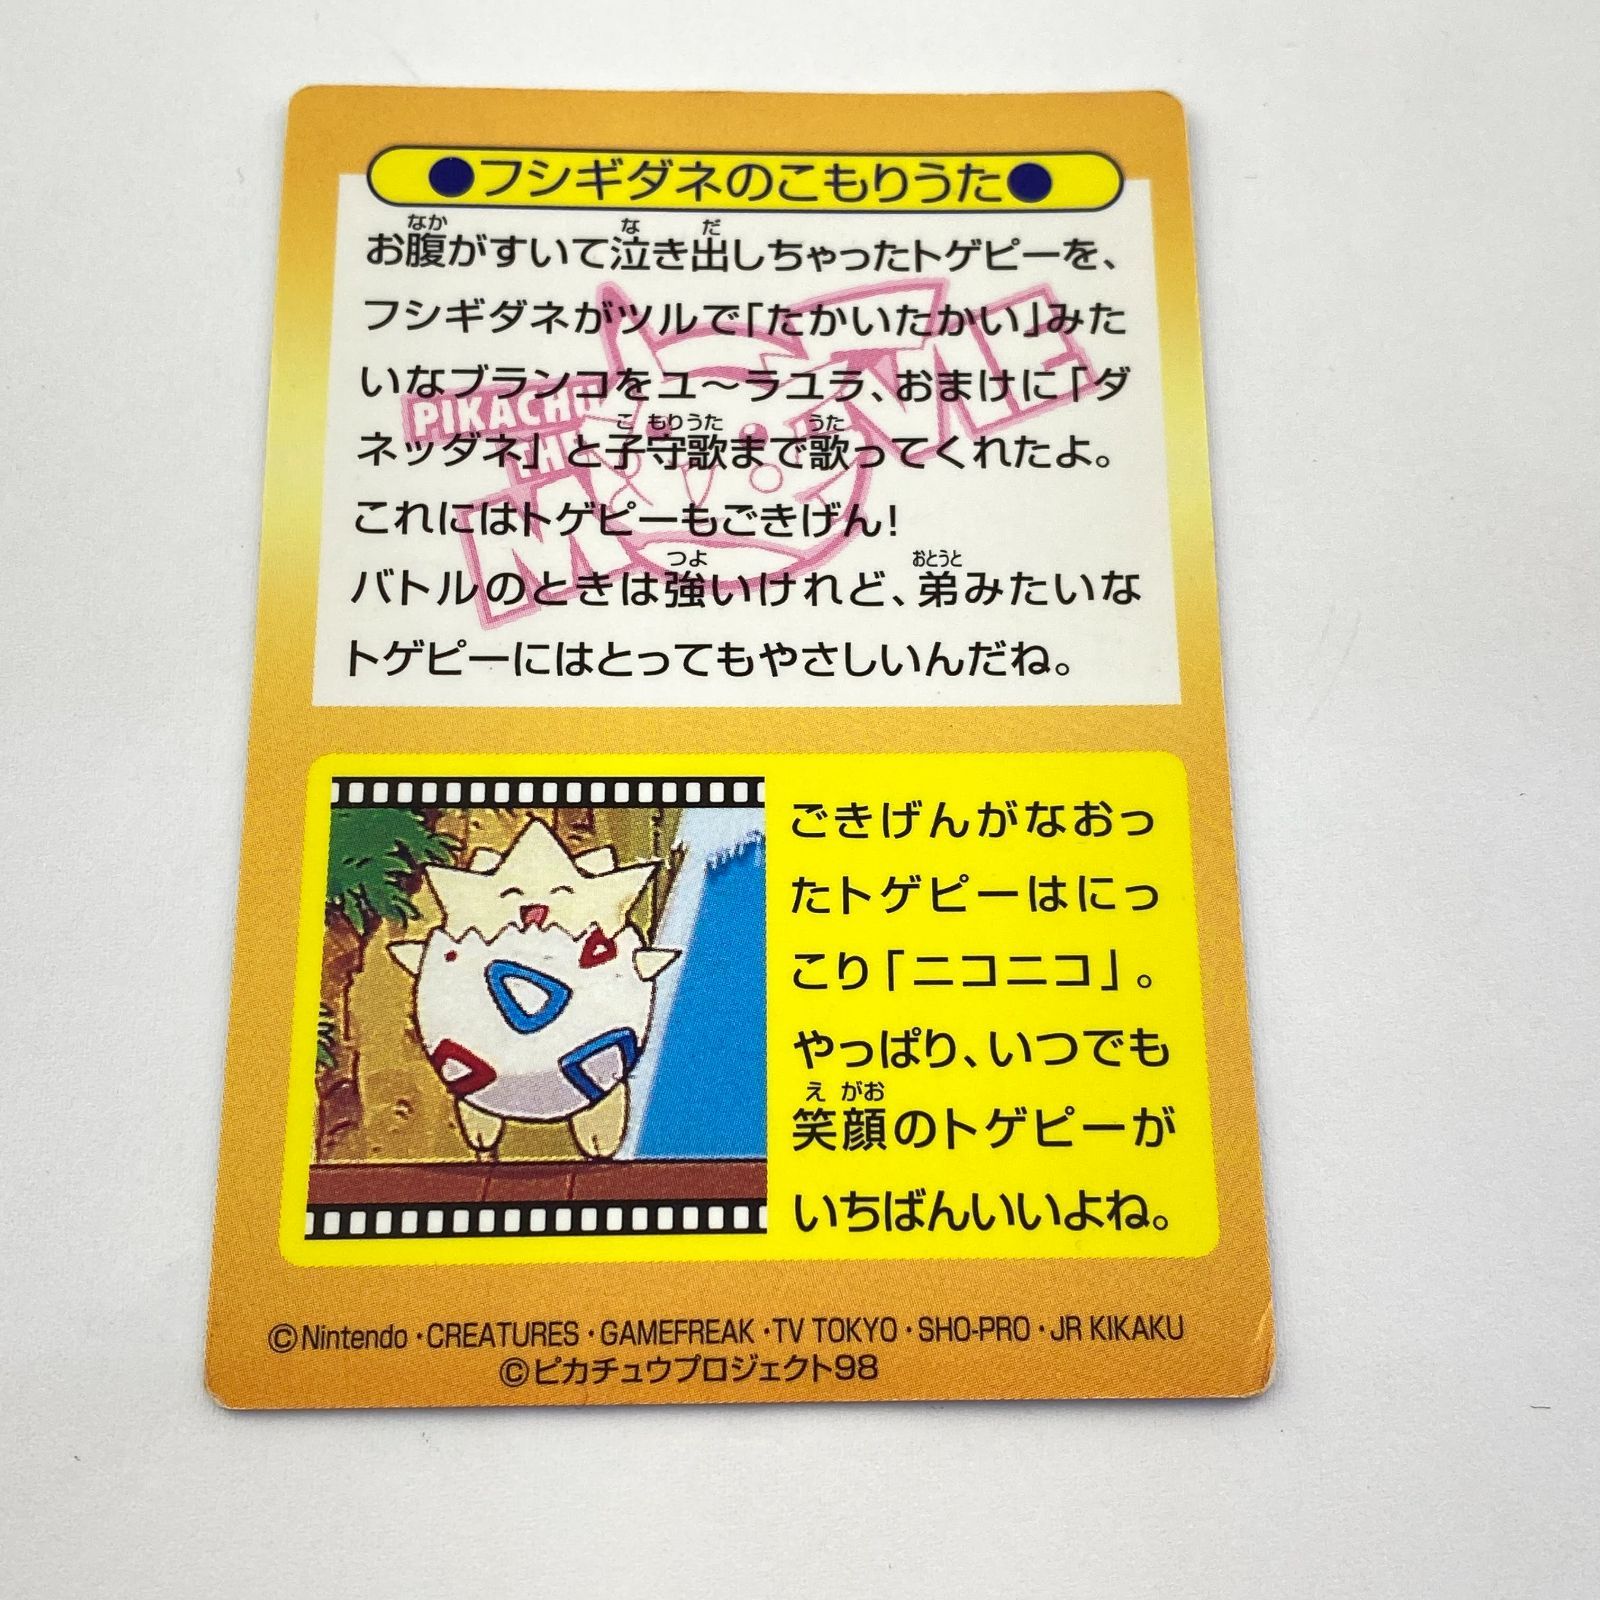 ●フシギダネのこもりうた●
お腹がすいて泣き出しちゃったトゲピーを、
フシギダネがツルで「たかいたかい」みた
いなブランコをユ〜ラユラ、おまけに「ダ
ネッダネ」と子守歌まで歌ってくれたよ。
これにはトゲピーもごきげん!
バトルのときは強いけれど、弟みたいな
トゲピーにはとってもやさしいんだね。
PIKACHU
THE
MOVIE
ごきげんがなおっ
たトゲピーはにっ
こり「ニコニコ」。
やっぱり、いつでも
笑顔のトゲピーが
いちばんいいよね。
©Nintendo・CREATURES・GAMEFREAK・TV TOKYO・SHO-PRO・JR KIKAKU
©ピカチュウプロジェクト98